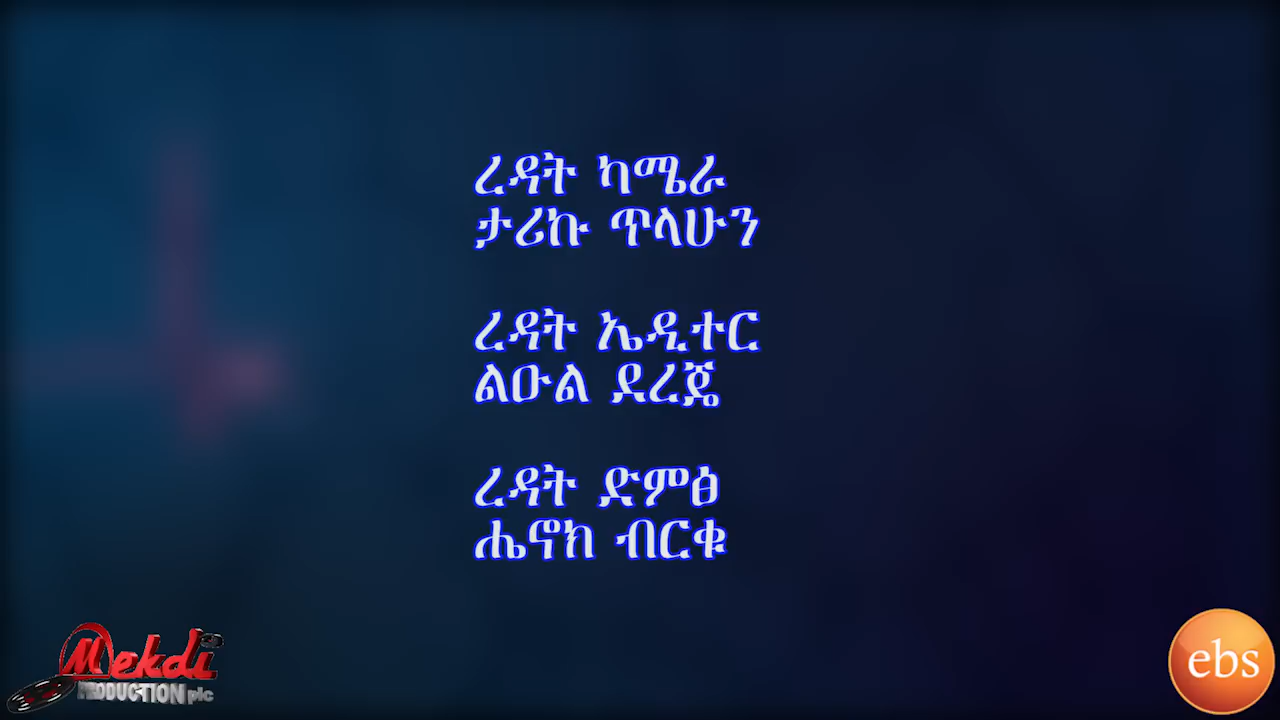 ረዳት ካሜራ
ታሪኩ ጥላሁን
ረዳት ኤዲተር
ልዑል ደረጄ
ረዳት ድምፅ
ሔኖክ ብርቁ
Mekdi
PRODUCTION plc
ebs